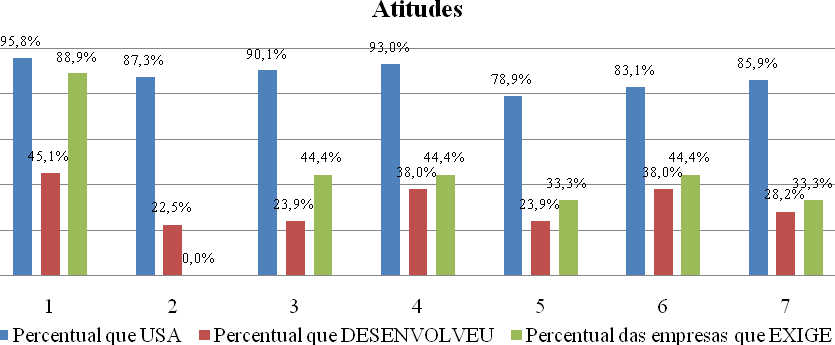 Atitudes
95,8% 88,9% 87,3% 90,1% 93,0% 78,9% 83,1% 85,9%
45,1% 22,5% 0,0% 23,9% 44,4% 38,0% 44,4% 23,9% 33,3% 38,0% 44,4% 28,2% 33,3%
1 2 3 4 5 6 7
Percentual que USA Percentual que DESENVOLVEU Percentual das empresas que EXIGE